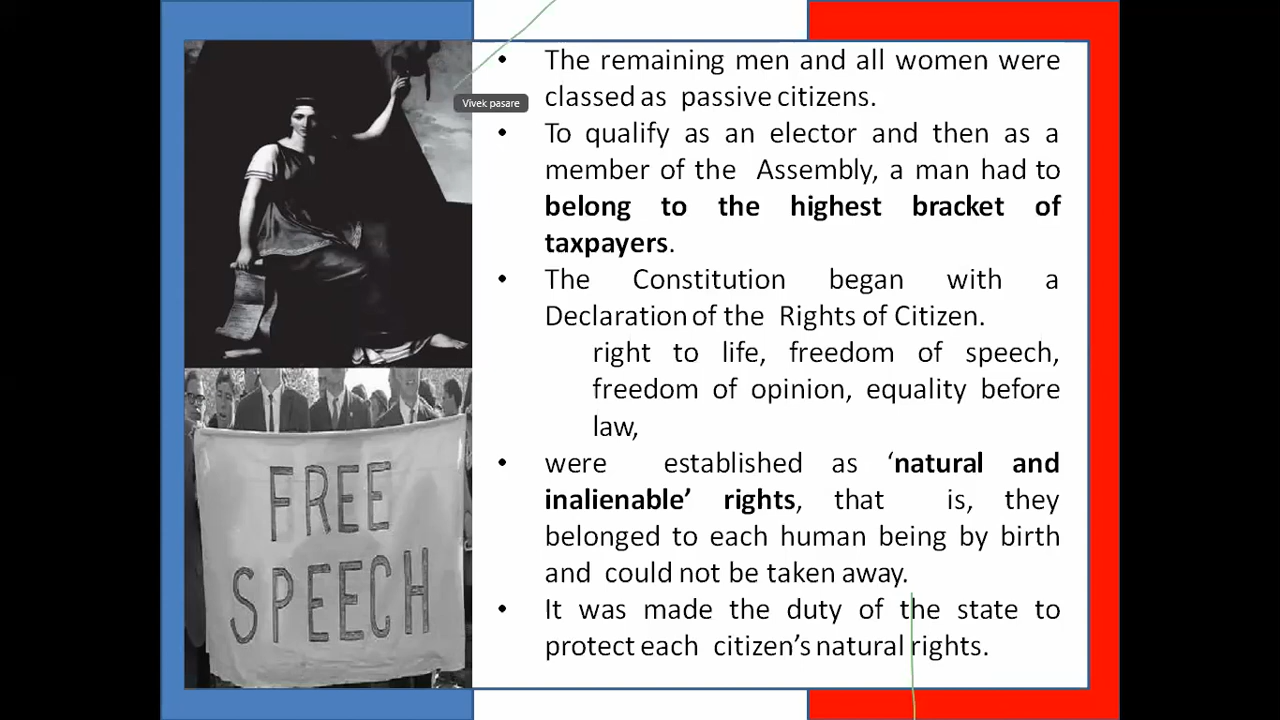 • The remaining men and all women were
classed as passive citizens.
Vivek pasare
• To qualify as an elector and then as a
member of the Assembly, a man had to
belong to the highest bracket of
taxpayers.
• The Constitution began with a
Declaration of the Rights of Citizen.
right to life, freedom of speech,
freedom of opinion, equality before
law,
• were established as ‘natural and
inalienable’ rights, that is, they
belonged to each human being by birth
and could not be taken away.
• It was made the duty of the state to
protect each citizen’s natural rights.
FREE
SPEECH